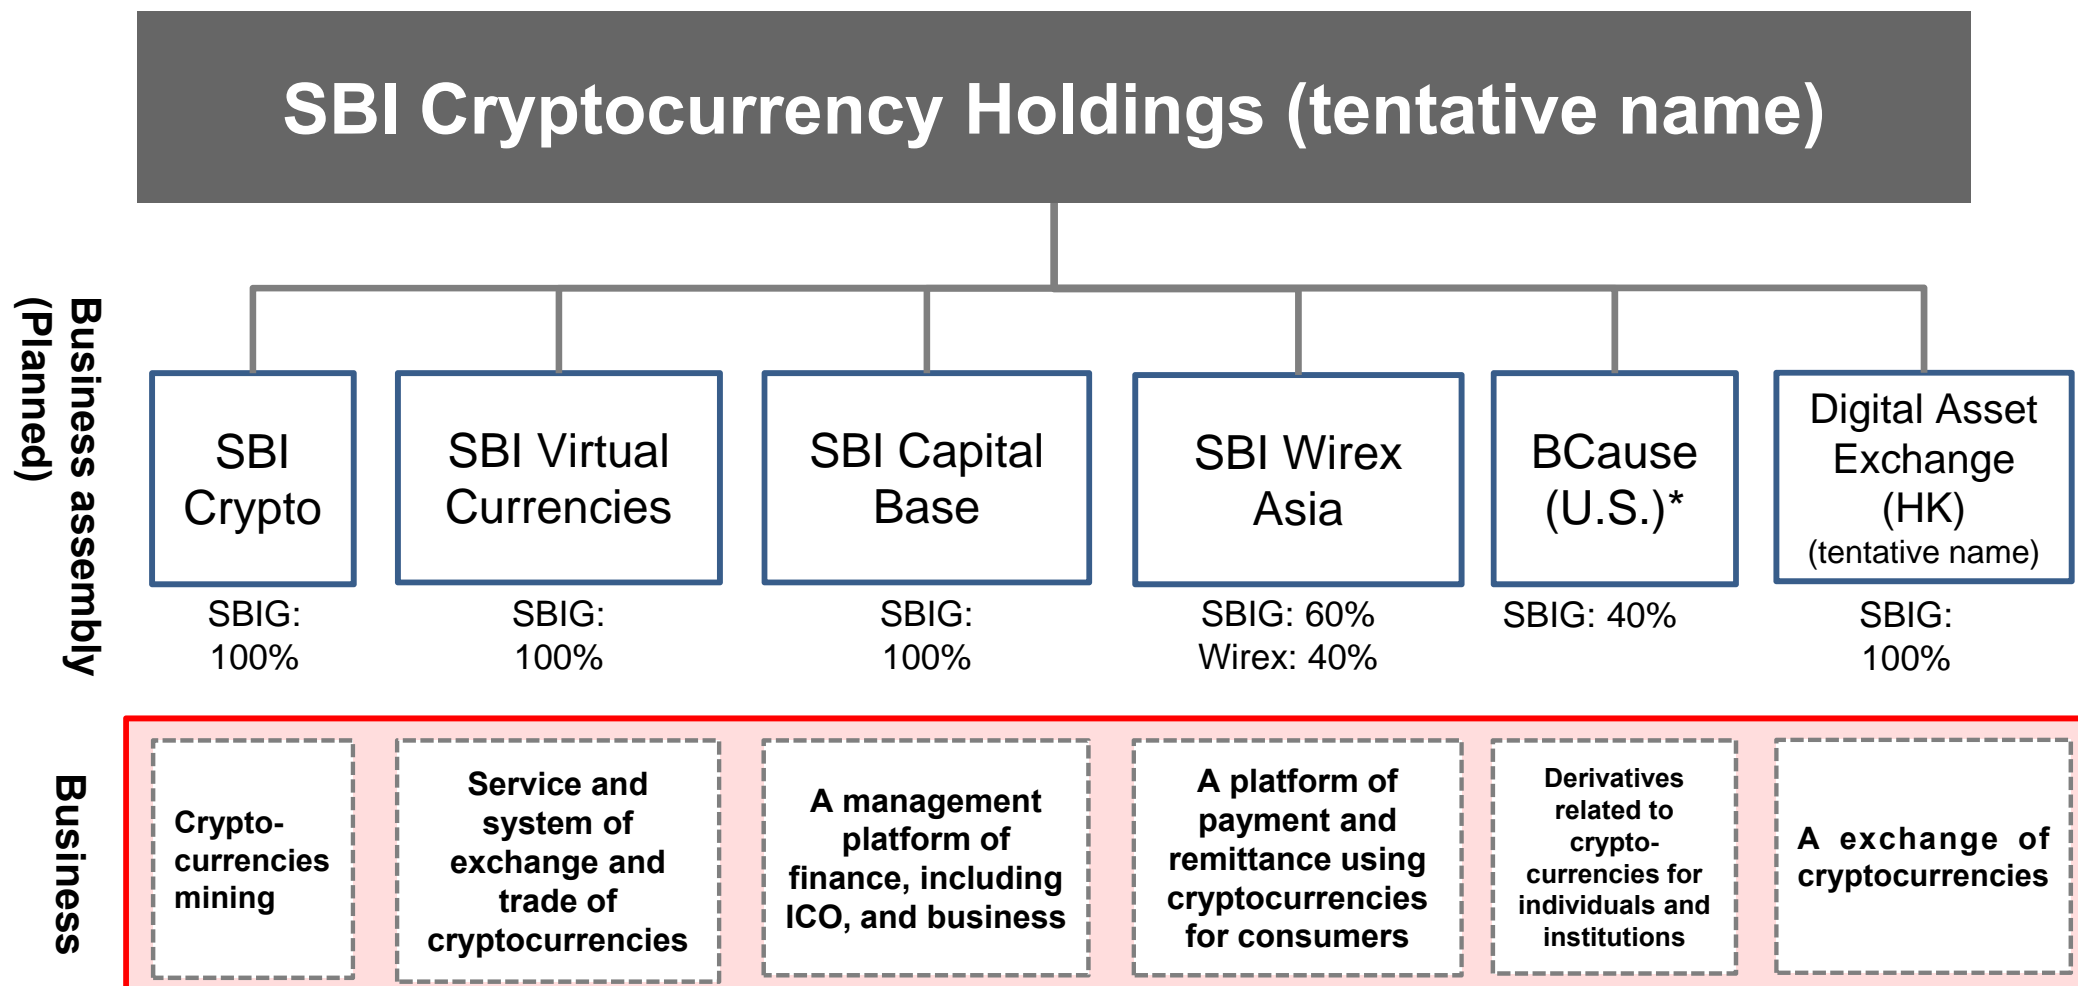 SBI Cryptocurrency Holdings (tentative name)
Business assembly
(Planned)
SBI
Crypto
SBI Virtual
Currencies
SBI Capital
Base
SBI Wirex
Asia
BCause
(U.S.)*
Digital Asset
Exchange
(HK)
(tentative name)
SBIG:
100%
SBIG:
100%
SBIG:
100%
SBIG: 60%
Wirex: 40%
SBIG: 40%
SBIG:
100%
Business
Crypto-
currencies
mining
Service and
system of
exchange and
trade of
cryptocurrencies
A management
platform of
finance, including
ICO, and business
A platform of
payment and
remittance using
cryptocurrencies
for consumers
Derivatives
related to
crypto-
currencies for
individuals and
institutions
A exchange of
cryptocurrencies